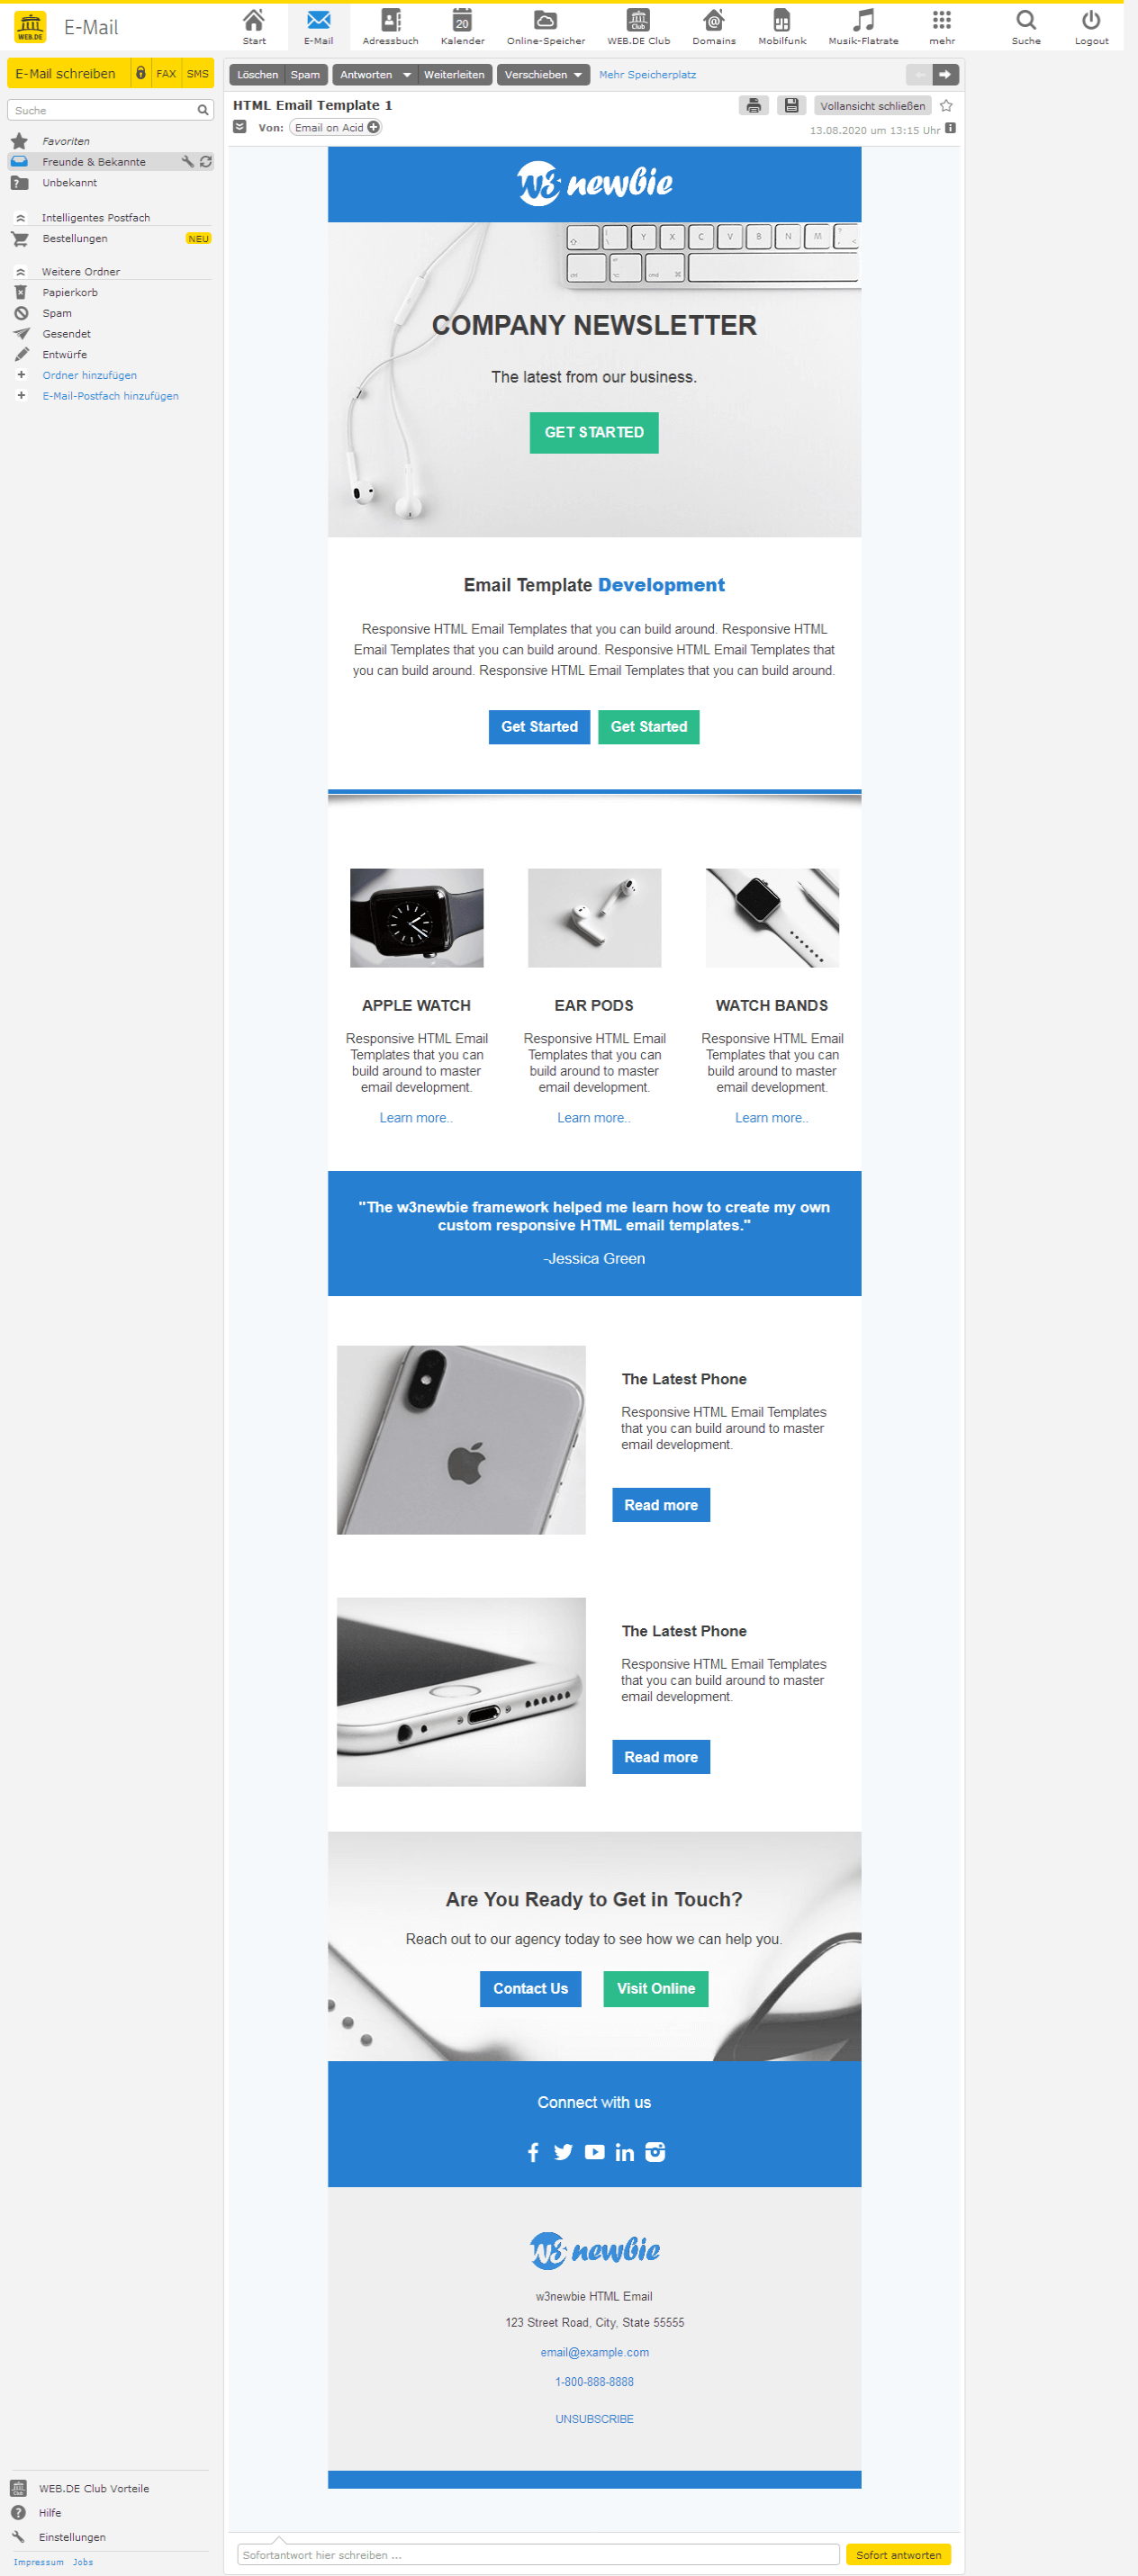 WEB.DE
E-Mail
Start
E-Mail
Adressbuch
20
Kalender
Online-Speicher
Club
WEB.DE Club
Domains
Mobilfunk
Musik-Flatrate
mehr
Suche
Logout
E-Mail schreiben
FAX
SMS
Suche
Favoriten
Freunde & Bekannte
Unbekannt
Intelligentes Postfach
Bestellungen
NEU
Weitere Ordner
Papierkorb
Spam
Gesendet
Entwürfe
Ordner hinzufügen
E-Mail-Postfach hinzufügen
Löschen
Spam
Antworten
Weiterleiten
Verschieben
Mehr Speicherplatz
HTML Email Template 1
Vollansicht schließen
Von: Email on Acid
13.08.2020 um 13:15 Uhr
w3 newbie
Y X C V B N M
COMPANY NEWSLETTER
The latest from our business.
GET STARTED
Email Template Development
Responsive HTML Email Templates that you can build around. Responsive HTML
Email Templates that you can build around. Responsive HTML Email Templates that
you can build around. Responsive HTML Email Templates that you can build around.
Get Started
Get Started
APPLE WATCH
Responsive HTML Email
Templates that you can
build around to master
email development.
Learn more..
EAR PODS
Responsive HTML Email
Templates that you can
build around to master
email development.
Learn more..
WATCH BANDS
Responsive HTML Email
Templates that you can
build around to master
email development.
Learn more..
"The w3newbie framework helped me learn how to create my own
custom responsive HTML email templates."
-Jessica Green
The Latest Phone
Responsive HTML Email Templates
that you can build around to master
email development.
Read more
The Latest Phone
Responsive HTML Email Templates
that you can build around to master
email development.
Read more
Are You Ready to Get in Touch?
Reach out to our agency today to see how we can help you.
Contact Us
Visit Online
Connect with us
w3 newbie
w3newbie HTML Email
123 Street Road, City, State 55555
email@example.com
1-800-888-8888
UNSUBSCRIBE
WEB.DE Club Vorteile
Hilfe
Einstellungen
Impressum
Jobs
Sofortantwort hier schreiben ...
Sofort antworten